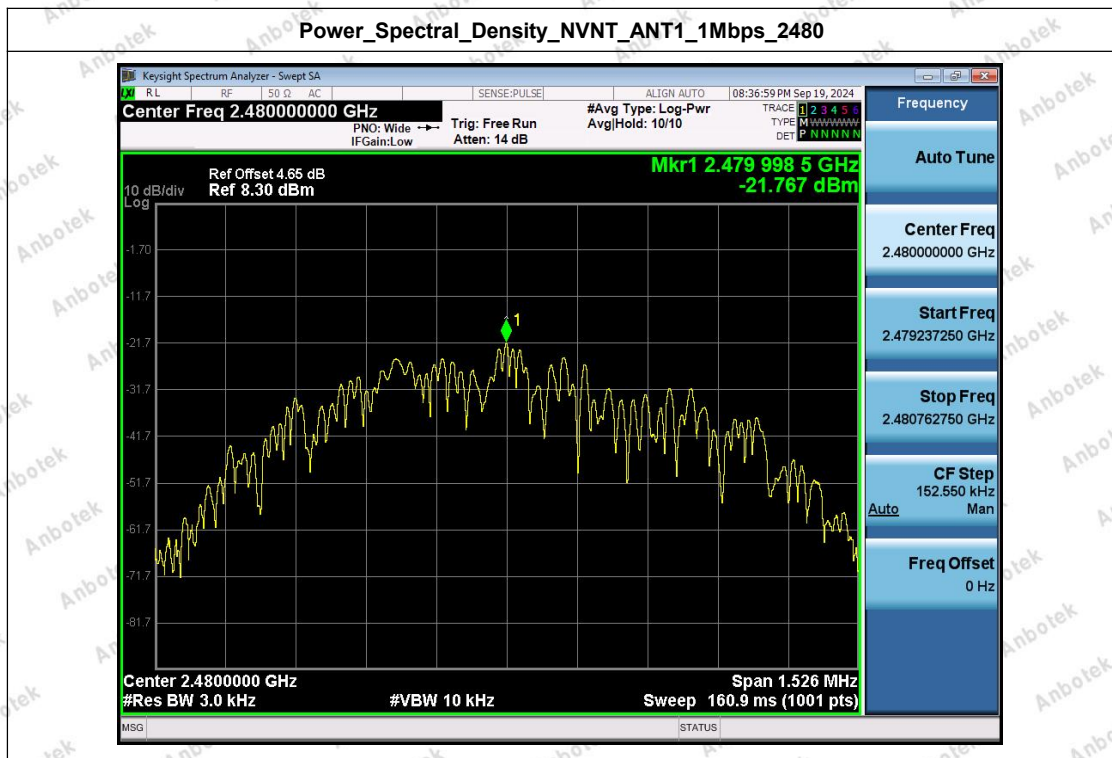 Power_Spectral_Density_NVNT_ANT1_1Mbps_2480
Keysight Spectrum Analyzer - Swept SA
LXI RL RF 50 Ω AC SENSE:PULSE ALIGN AUTO 08:36:59 PM Sep 19, 2024
Center Freq 2.480000000 GHz
PNO: Wide
IFGain:Low
Trig: Free Run
Atten: 14 dB
#Avg Type: Log-Pwr
Avg|Hold: 10/10
TRACE 1 2 3 4 5 6
TYPE M WWWWW
DET P N N N N N
Mkr1 2.479 998 5 GHz
-21.767 dBm
Ref Offset 4.65 dB
10 dB/div Ref 8.30 dBm
Log
-1.70
-11.7
-21.7
-31.7
-41.7
-51.7
-61.7
-71.7
-81.7
1
Center 2.4800000 GHz Span 1.526 MHz
#Res BW 3.0 kHz #VBW 10 kHz Sweep 160.9 ms (1001 pts)
MSG STATUS
Frequency
Auto Tune
Center Freq
2.480000000 GHz
Start Freq
2.479237250 GHz
Stop Freq
2.480762750 GHz
CF Step
152.550 kHz
Auto Man
Freq Offset
0 Hz
Anbotek